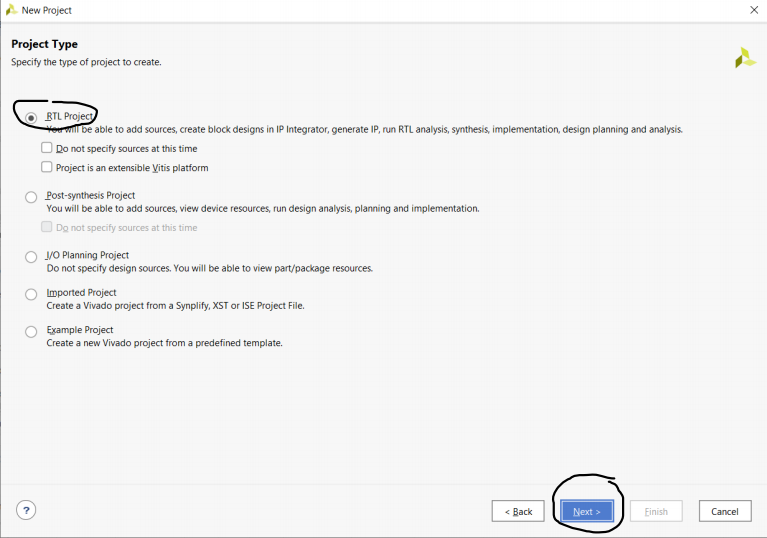 New Project
Project Type
Specify the type of project to create.
RTL Project
You will be able to add sources, create block designs in IP Integrator, generate IP, run RTL analysis, synthesis, implementation, design planning and analysis.
Do not specify sources at this time
Project is an extensible Vitis platform
Post-synthesis Project
You will be able to add sources, view device resources, run design analysis, planning and implementation.
Do not specify sources at this time
I/O Planning Project
Do not specify design sources. You will be able to view part/package resources.
Imported Project
Create a Vivado project from a Synplify, XST or ISE Project File.
Example Project
Create a new Vivado project from a predefined template.
? < Back Next > Finish Cancel